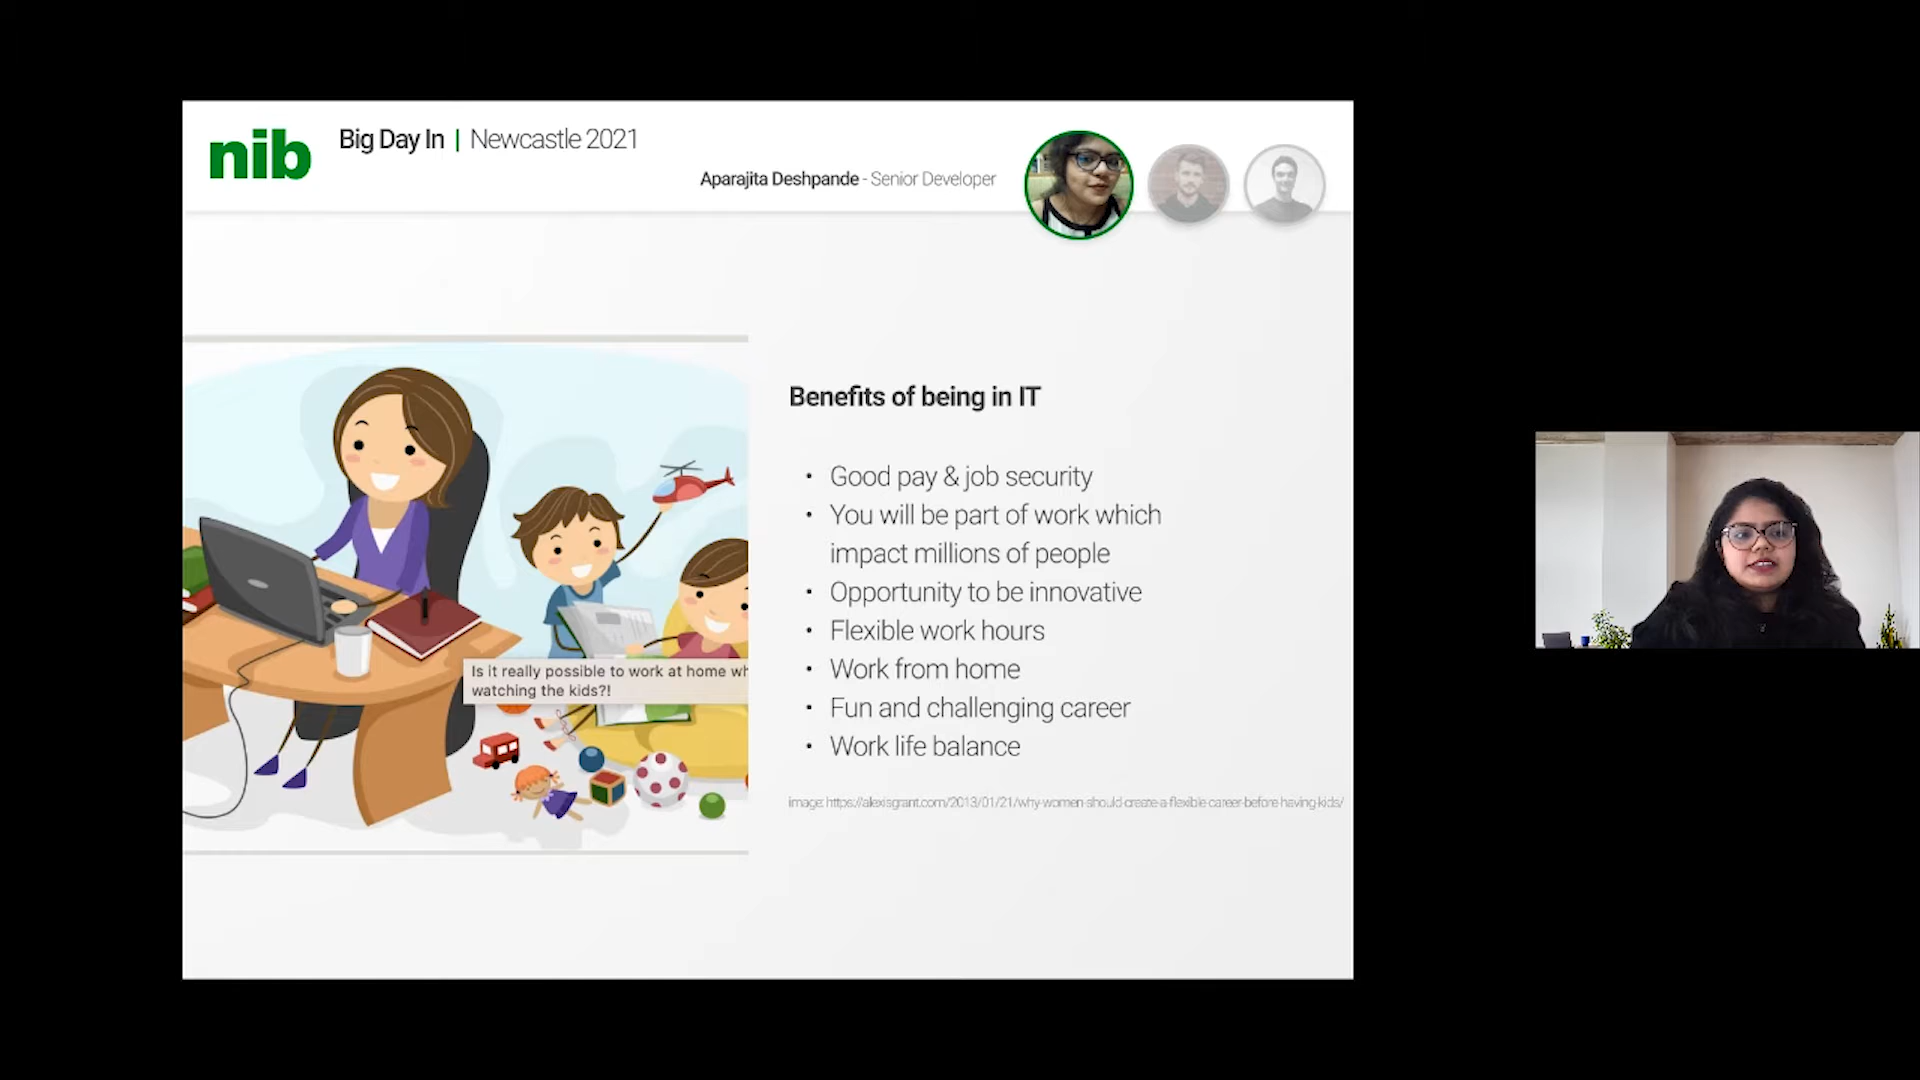 nib
Big Day In | Newcastle 2021
Aparajita Deshpande - Senior Developer
Benefits of being in IT
• Good pay & job security
• You will be part of work which
impact millions of people
• Opportunity to be innovative
• Flexible work hours
• Work from home
• Fun and challenging career
• Work life balance
Is it really possible to work at home wh
watching the kids?!
image: https://alexisgrant.com/2013/01/21/why-women-should-create-a-flexible-career-before-having-kids/